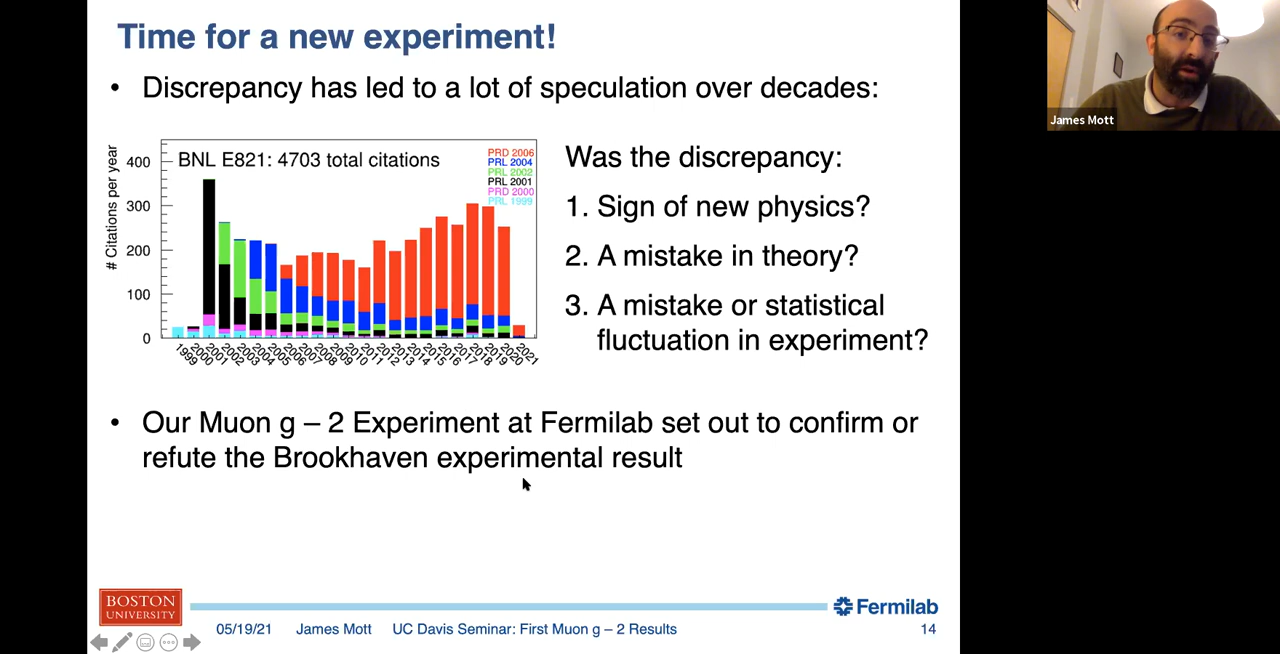 Time for a new experiment!
• Discrepancy has led to a lot of speculation over decades:
# Citations per year
400
300
200
100
0
BNL E821: 4703 total citations
PRD 2006
PRL 2004
PRL 2002
PRL 2001
PRD 2000
PRL 1999
1999
2000
2001
2002
2003
2004
2005
2006
2007
2008
2009
2010
2011
2012
2013
2014
2015
2016
2017
2018
2019
2020
2021
Was the discrepancy:
1. Sign of new physics?
2. A mistake in theory?
3. A mistake or statistical
fluctuation in experiment?
• Our Muon g – 2 Experiment at Fermilab set out to confirm or
refute the Brookhaven experimental result
BOSTON
UNIVERSITY
Fermilab
05/19/21 James Mott UC Davis Seminar: First Muon g – 2 Results 14
James Mott